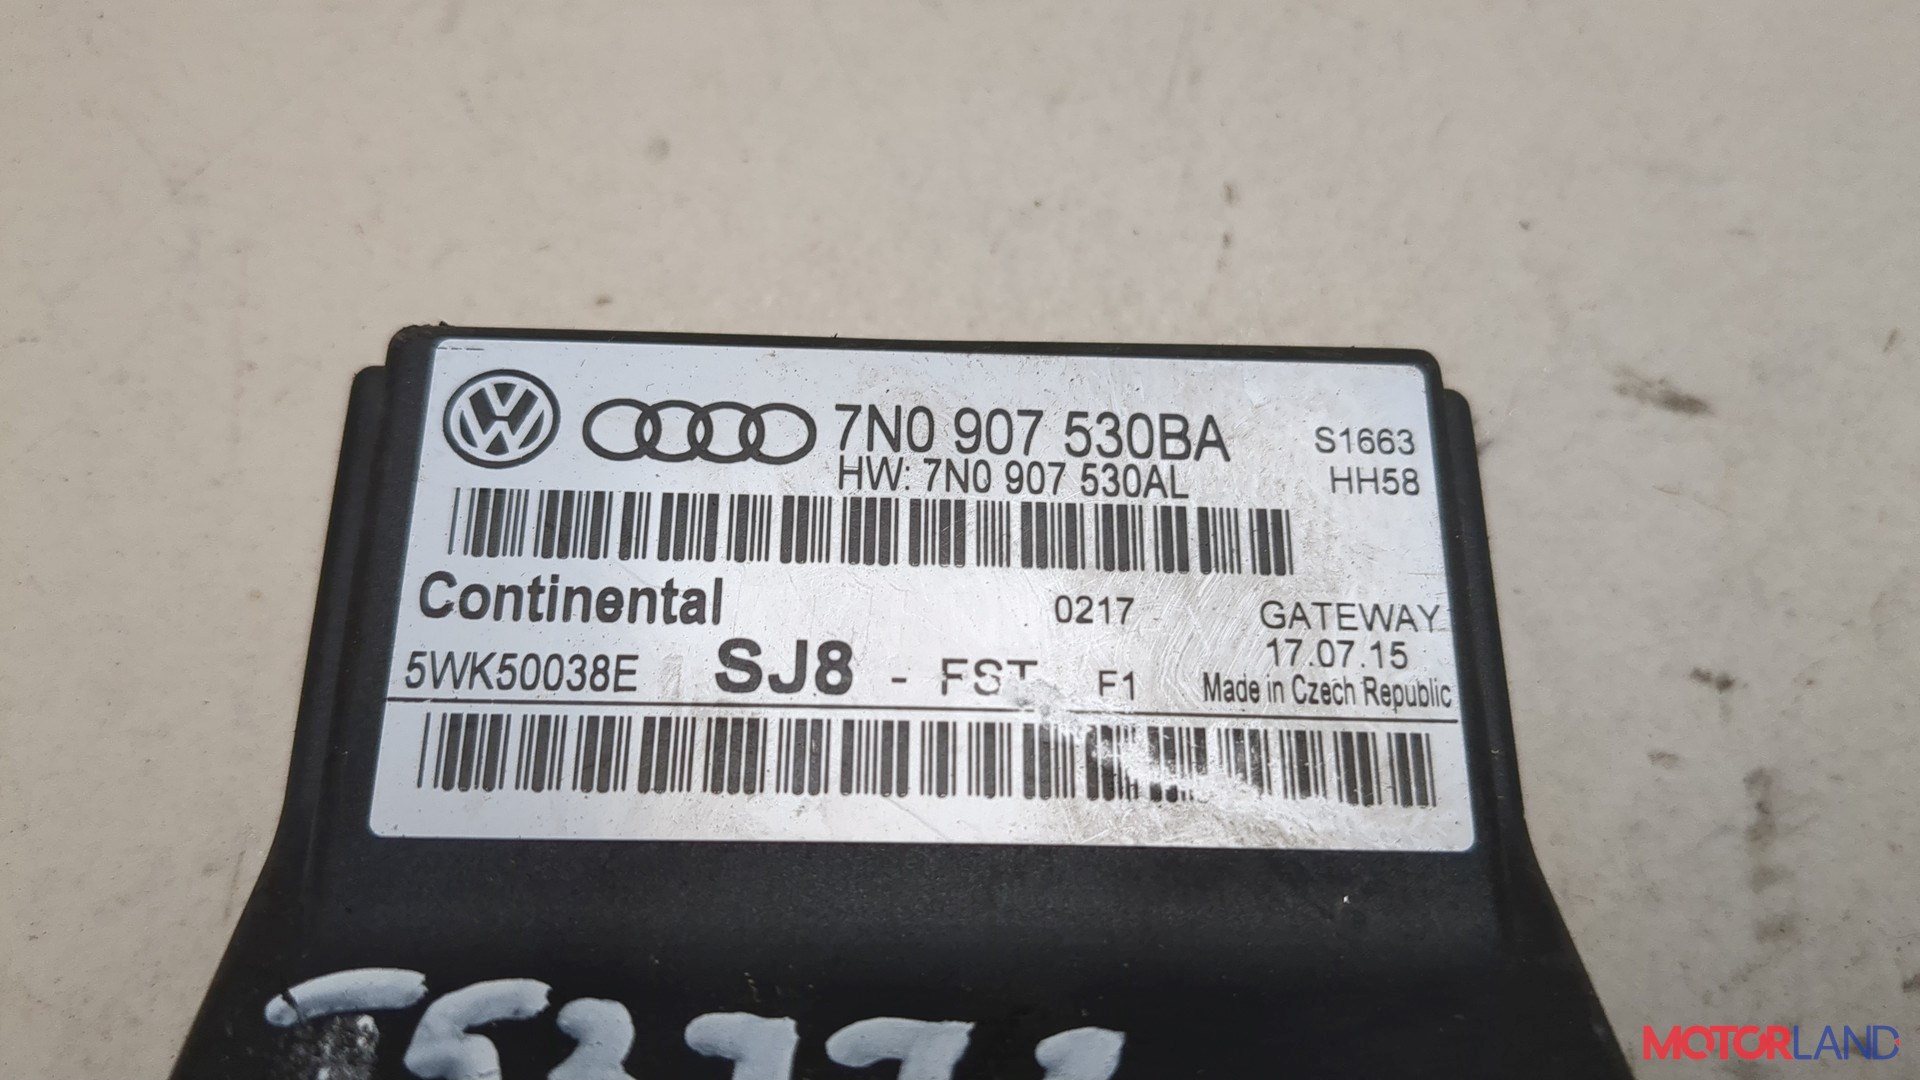 7N0 907 530BA
S1663
HW: 7N0 907 530AL
HH58
Continental
0217
GATEWAY
17.07.15
5WK50038E
SJ8 - FST F1
Made in Czech Republic
MOTORLAND